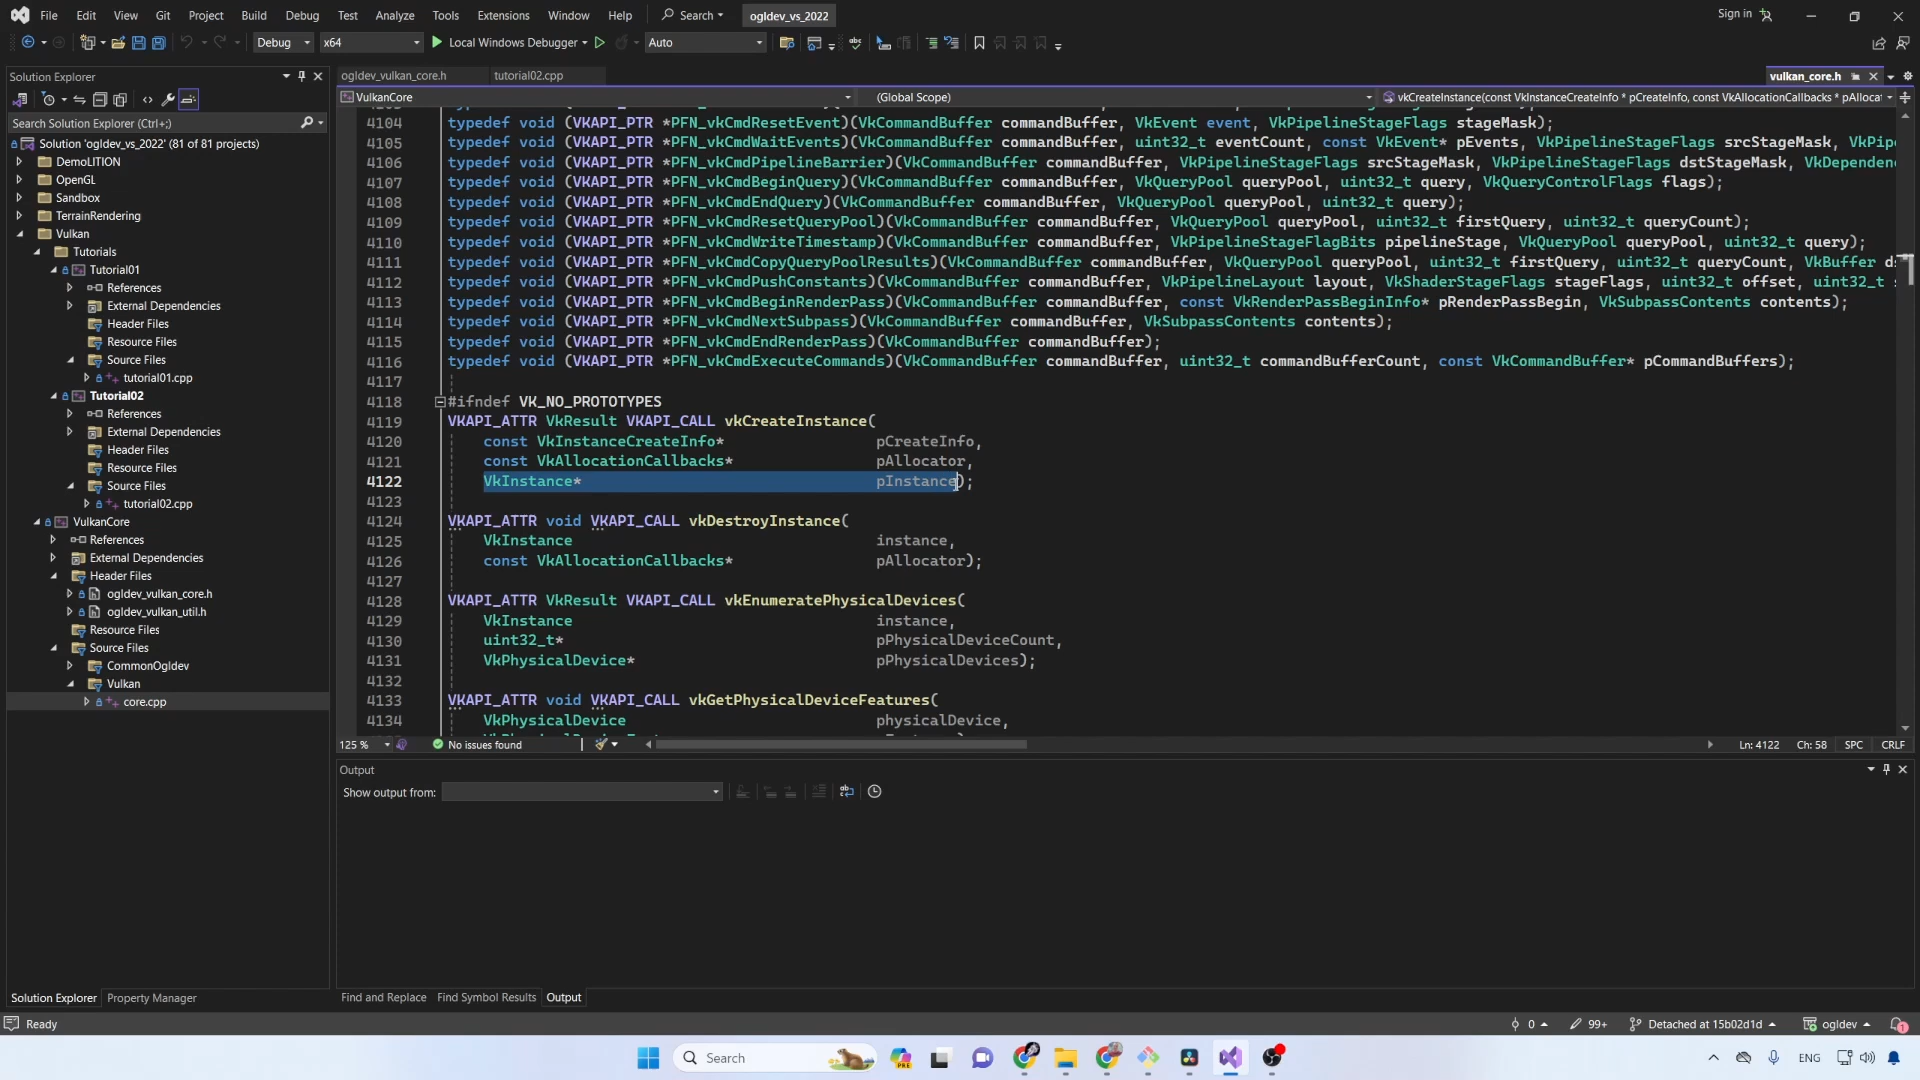 File Edit View Git Project Build Debug Test Analyze Tools Extensions Window Help Search ogldev_vs_2022 Sign in
Debug x64 Local Windows Debugger Auto
Solution Explorer
ogldev_vulkan_core.h tutorial02.cpp vulkan_core.h
VulkanCore (Global Scope) vkCreateInstance(const VkInstanceCreateInfo * pCreateInfo, const VkAllocationCallbacks * pAllocat
Search Solution Explorer (Ctrl+;)
Solution 'ogldev_vs_2022' (81 of 81 projects)
DemoLITION
OpenGL
Sandbox
TerrainRendering
Vulkan
Tutorials
Tutorial01
References
External Dependencies
Header Files
Resource Files
Source Files
tutorial01.cpp
Tutorial02
References
External Dependencies
Header Files
Resource Files
Source Files
tutorial02.cpp
VulkanCore
References
External Dependencies
Header Files
ogldev_vulkan_core.h
ogldev_vulkan_util.h
Resource Files
Source Files
CommonOgldev
Vulkan
core.cpp
Solution Explorer Property Manager
4104 typedef void (VKAPI_PTR *PFN_vkCmdResetEvent)(VkCommandBuffer commandBuffer, VkEvent event, VkPipelineStageFlags stageMask);
4105 typedef void (VKAPI_PTR *PFN_vkCmdWaitEvents)(VkCommandBuffer commandBuffer, uint32_t eventCount, const VkEvent* pEvents, VkPipelineStageFlags srcStageMask, VkPipe
4106 typedef void (VKAPI_PTR *PFN_vkCmdPipelineBarrier)(VkCommandBuffer commandBuffer, VkPipelineStageFlags srcStageMask, VkPipelineStageFlags dstStageMask, VkDependenc
4107 typedef void (VKAPI_PTR *PFN_vkCmdBeginQuery)(VkCommandBuffer commandBuffer, VkQueryPool queryPool, uint32_t query, VkQueryControlFlags flags);
4108 typedef void (VKAPI_PTR *PFN_vkCmdEndQuery)(VkCommandBuffer commandBuffer, VkQueryPool queryPool, uint32_t query);
4109 typedef void (VKAPI_PTR *PFN_vkCmdResetQueryPool)(VkCommandBuffer commandBuffer, VkQueryPool queryPool, uint32_t firstQuery, uint32_t queryCount);
4110 typedef void (VKAPI_PTR *PFN_vkCmdWriteTimestamp)(VkCommandBuffer commandBuffer, VkPipelineStageFlagBits pipelineStage, VkQueryPool queryPool, uint32_t query);
4111 typedef void (VKAPI_PTR *PFN_vkCmdCopyQueryPoolResults)(VkCommandBuffer commandBuffer, VkQueryPool queryPool, uint32_t firstQuery, uint32_t queryCount, VkBuffer ds
4112 typedef void (VKAPI_PTR *PFN_vkCmdPushConstants)(VkCommandBuffer commandBuffer, VkPipelineLayout layout, VkShaderStageFlags stageFlags, uint32_t offset, uint32_t s
4113 typedef void (VKAPI_PTR *PFN_vkCmdBeginRenderPass)(VkCommandBuffer commandBuffer, const VkRenderPassBeginInfo* pRenderPassBegin, VkSubpassContents contents);
4114 typedef void (VKAPI_PTR *PFN_vkCmdNextSubpass)(VkCommandBuffer commandBuffer, VkSubpassContents contents);
4115 typedef void (VKAPI_PTR *PFN_vkCmdEndRenderPass)(VkCommandBuffer commandBuffer);
4116 typedef void (VKAPI_PTR *PFN_vkCmdExecuteCommands)(VkCommandBuffer commandBuffer, uint32_t commandBufferCount, const VkCommandBuffer* pCommandBuffers);
4117
4118 #ifndef VK_NO_PROTOTYPES
4119 VKAPI_ATTR VkResult VKAPI_CALL vkCreateInstance(
4120 const VkInstanceCreateInfo* pCreateInfo,
4121 const VkAllocationCallbacks* pAllocator,
4122 VkInstance* pInstance);
4123
4124 VKAPI_ATTR void VKAPI_CALL vkDestroyInstance(
4125 VkInstance instance,
4126 const VkAllocationCallbacks* pAllocator);
4127
4128 VKAPI_ATTR VkResult VKAPI_CALL vkEnumeratePhysicalDevices(
4129 VkInstance instance,
4130 uint32_t* pPhysicalDeviceCount,
4131 VkPhysicalDevice* pPhysicalDevices);
4132
4133 VKAPI_ATTR void VKAPI_CALL vkGetPhysicalDeviceFeatures(
4134 VkPhysicalDevice physicalDevice,
125 % No issues found Ln: 4122 Ch: 58 SPC CRLF
Output
Show output from:
Find and Replace Find Symbol Results Output
Ready 0 99+ Detached at 15b02d1d ogldev 1
Search PRE ENG